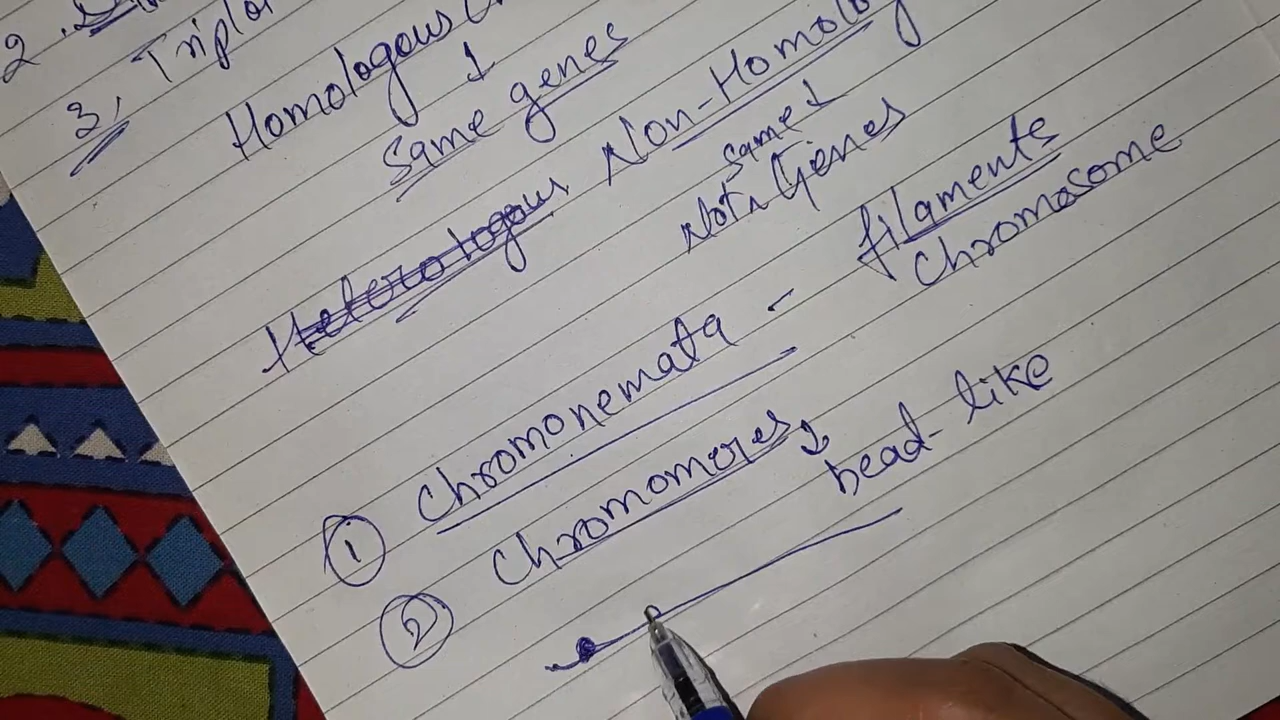 2.
3, Triplo
Homologous
↓
Same genes
Heterologous Non-Homolog
↓
Not ^ same Genes
① Chromonemata - filaments
Chromosome
② Chromomeres ↓
bead-like